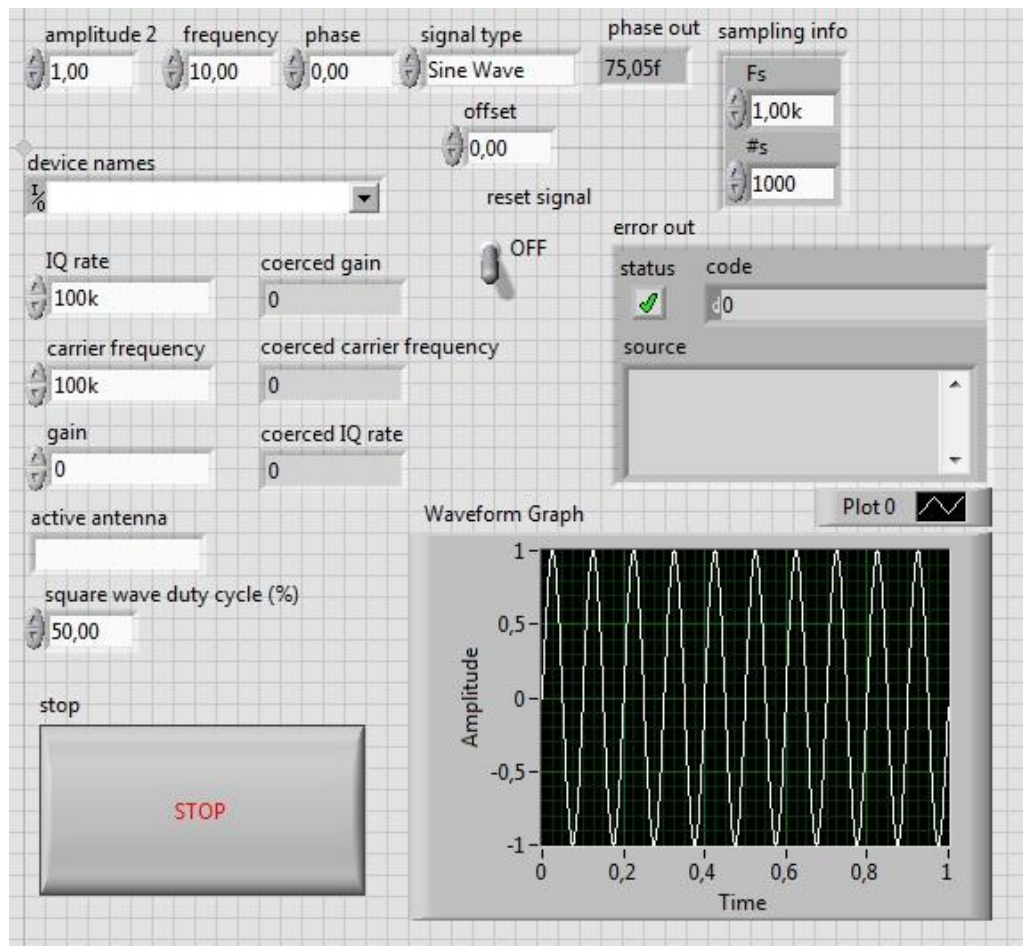 amplitude 2
1,00
frequency
10,00
phase
0,00
signal type
Sine Wave
phase out
75,05f
sampling info
Fs
1,00k
#s
1000
offset
0,00
device names
I/O
reset signal
OFF
error out
status
code
d0
source
IQ rate
100k
coerced gain
0
carrier frequency
100k
coerced carrier frequency
0
gain
0
coerced IQ rate
0
active antenna
square wave duty cycle (%)
50,00
stop
STOP
Waveform Graph
Plot 0
Amplitude
1
0,5
0
-0,5
-1
0
0,2
0,4
0,6
0,8
1
Time